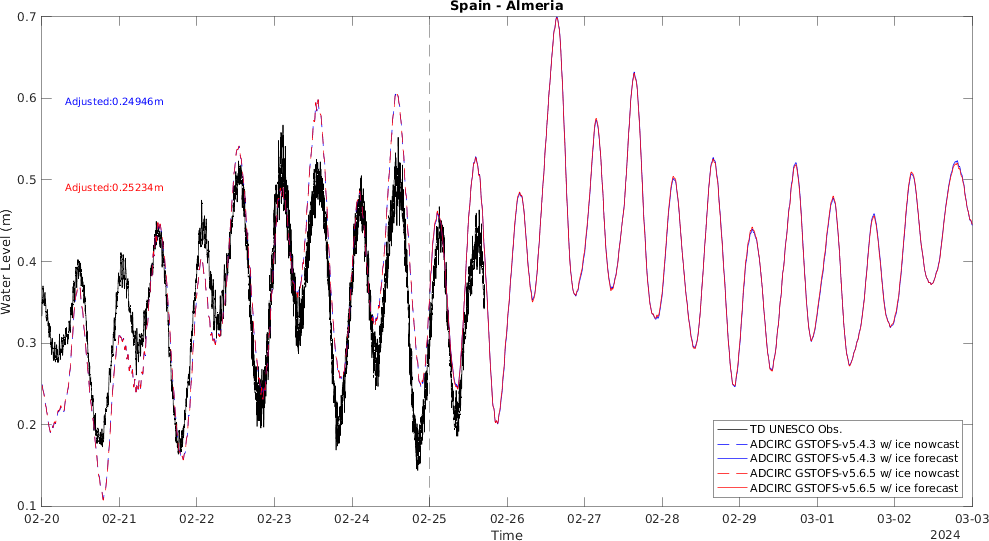 Spain - Almeria
0.7
0.6
0.5
0.4
0.3
0.2
0.1
Water Level (m)
Adjusted:0.24946m
Adjusted:0.25234m
TD UNESCO Obs.
ADCIRC GSTOFS-v5.4.3 w/ ice nowcast
ADCIRC GSTOFS-v5.4.3 w/ ice forecast
ADCIRC GSTOFS-v5.6.5 w/ ice nowcast
ADCIRC GSTOFS-v5.6.5 w/ ice forecast
02-20 02-21 02-22 02-23 02-24 02-25 02-26 02-27 02-28 02-29 03-01 03-02 03-03
Time
2024